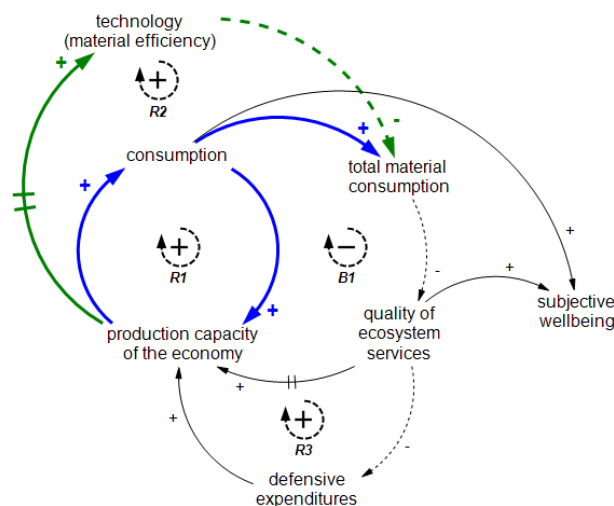 technology
(material efficiency)
+
+
R2
-
consumption
+
total material
consumption
+
+
R1
−
B1
+
-
+
subjective
wellbeing
+
production capacity
of the economy
quality of
ecosystem
services
+
+
+
R3
-
defensive
expenditures